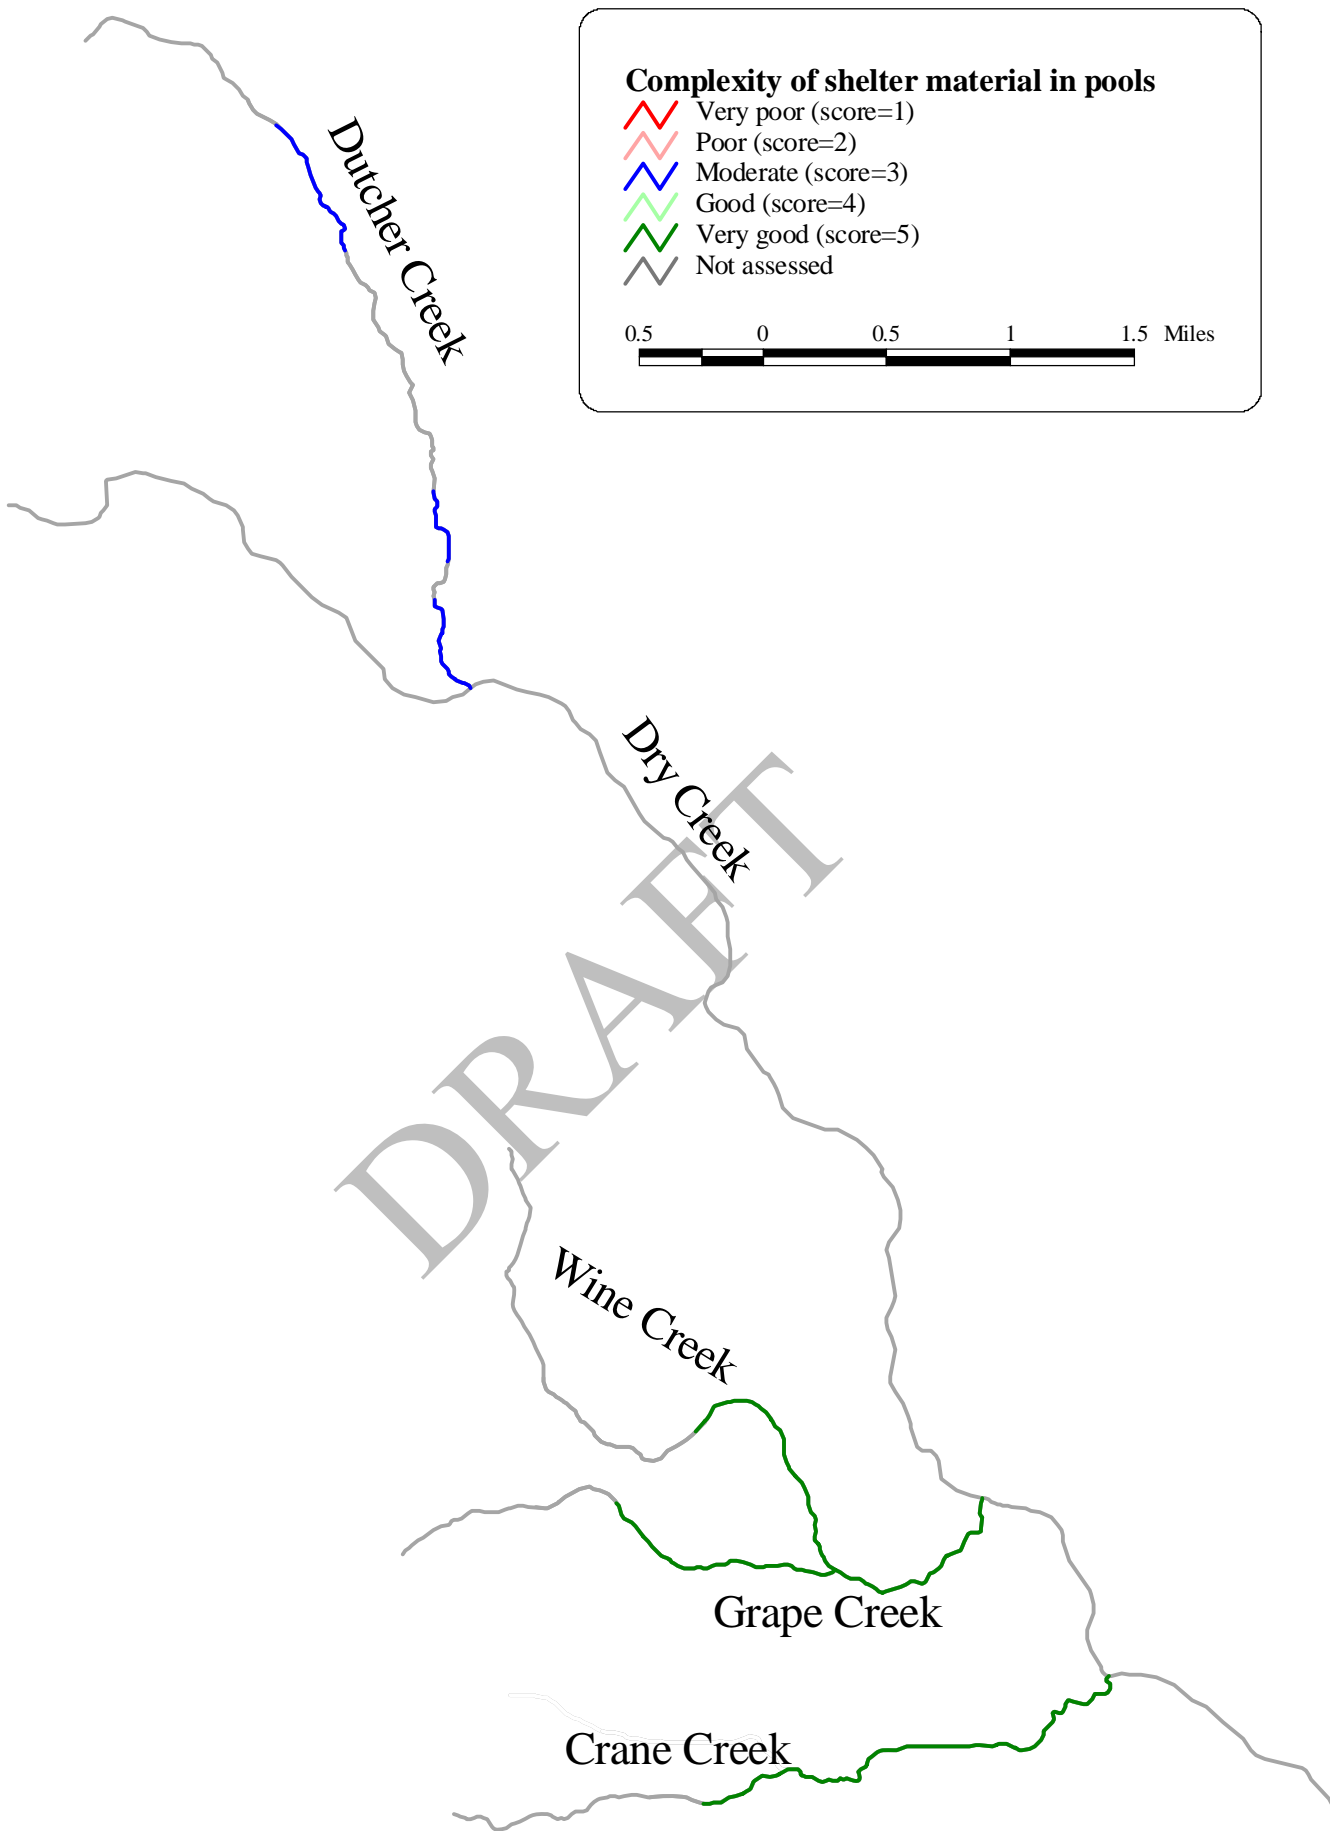 Complexity of shelter material in pools
Very poor (score=1)
Poor (score=2)
Moderate (score=3)
Good (score=4)
Very good (score=5)
Not assessed
0.5 0 0.5 1 1.5 Miles
Dutcher Creek
Dry Creek
DRAFT
Wine Creek
Grape Creek
Crane Creek